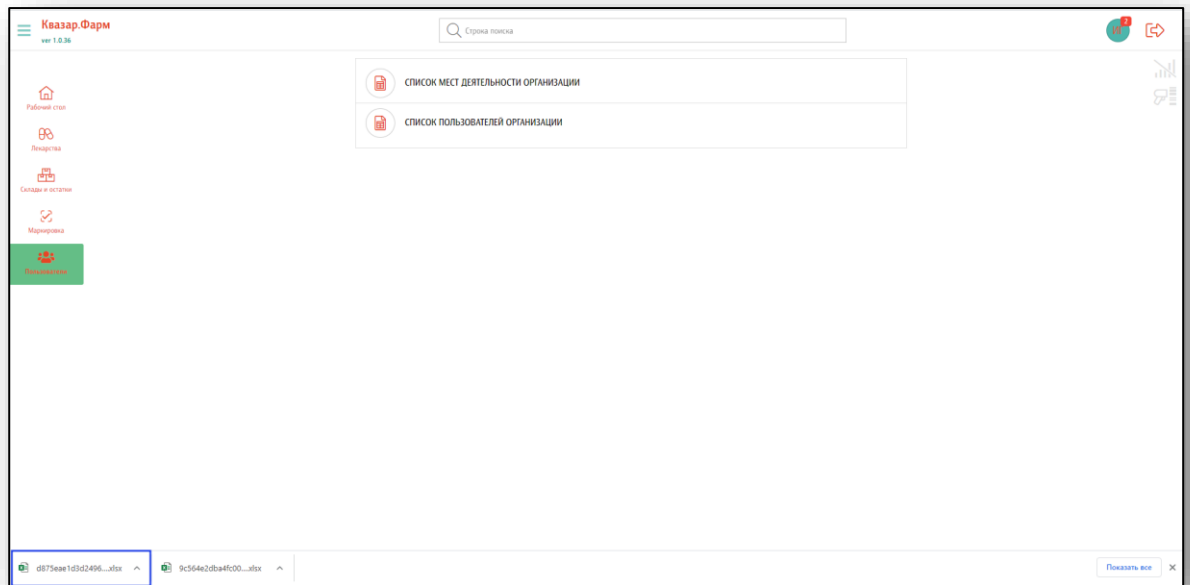 Квазар.Фарм
ver 1.0.36
Строка поиска
2
Рабочий стол
Лекарства
Склады и остатки
Маркировка
Пользователи
СПИСОК МЕСТ ДЕЯТЕЛЬНОСТИ ОРГАНИЗАЦИИ
СПИСОК ПОЛЬЗОВАТЕЛЕЙ ОРГАНИЗАЦИИ
d875eae1d3d2496....xlsx
9c564e2dba4fc00....xlsx
Показать все